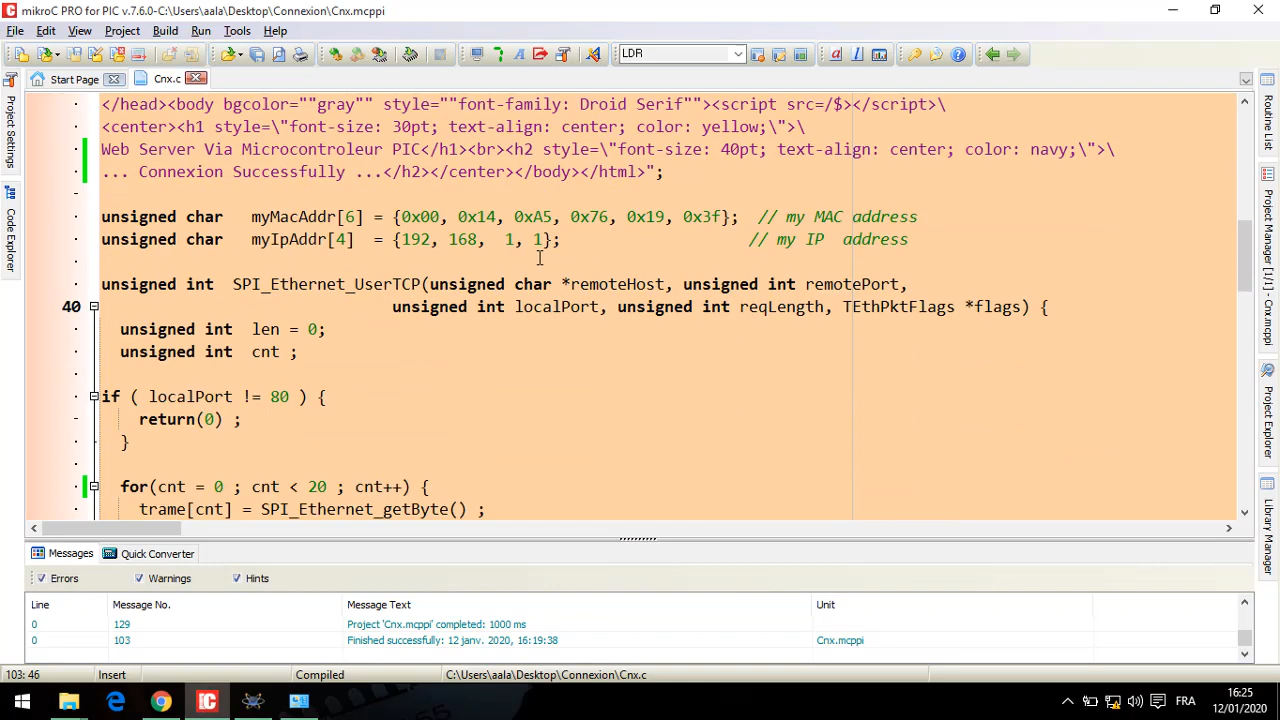 mikroC PRO for PIC v.7.6.0-C:\Users\aala\Desktop\Connexion\Cnx.mcppi
File Edit View Project Build Run Tools Help
LDR
Start Page Cnx.c
</head><body bgcolor=""gray"" style=""font-family: Droid Serif""><script src=/$></script>\
<center><h1 style=\"font-size: 30pt; text-align: center; color: yellow;\">\
Web Server Via Microcontroleur PIC</h1><br><h2 style=\"font-size: 40pt; text-align: center; color: navy;\">\
... Connexion Successfully ...</h2></center></body></html>";
unsigned char myMacAddr[6] = {0x00, 0x14, 0xA5, 0x76, 0x19, 0x3f}; // my MAC address
unsigned char myIpAddr[4] = {192, 168, 1, 1}; // my IP address
unsigned int SPI_Ethernet_UserTCP(unsigned char *remoteHost, unsigned int remotePort,
40 unsigned int localPort, unsigned int reqLength, TEthPktFlags *flags) {
unsigned int len = 0;
unsigned int cnt ;
if ( localPort != 80 ) {
return(0) ;
}
for(cnt = 0 ; cnt < 20 ; cnt++) {
trame[cnt] = SPI_Ethernet_getByte() ;
Project Settings
Code Explorer
Routine List
Project Manager [1/1] - Cnx.mcppi
Project Explorer
Library Manager
Messages Quick Converter
Errors Warnings Hints
Line Message No. Message Text Unit
0 129 Project 'Cnx.mcppi' completed: 1000 ms
0 103 Finished successfully: 12 janv. 2020, 16:19:38 Cnx.mcppi
103: 46 Insert Compiled C:\Users\aala\Desktop\Connexion\Cnx.c
FRA
16:25
12/01/2020